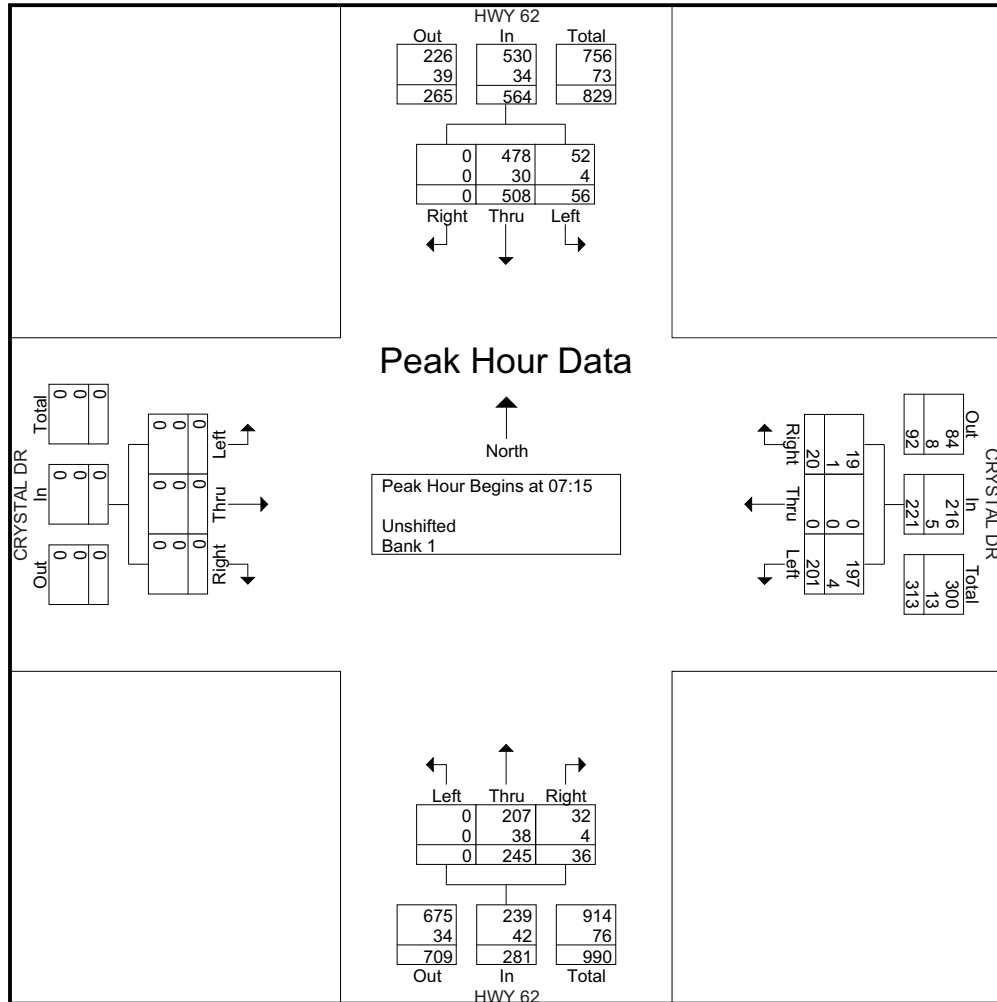 HWY 62
Out In Total
226 530 756
39 34 73
265 564 829
0 478 52
0 30 4
0 508 56
Right Thru Left
Peak Hour Data
North
Peak Hour Begins at 07:15
Unshifted
Bank 1
CRYSTAL DR
Total In Out
0 0 0
0 0 0
0 0 0
Left Thru Right
0 0 0
0 0 0
0 0 0
CRYSTAL DR
Out In Total
84 216 300
8 5 13
92 221 313
Right Thru Left
19 0 197
1 0 4
20 0 201
Left Thru Right
0 207 32
0 38 4
0 245 36
675 239 914
34 42 76
709 281 990
Out In Total
HWY 62